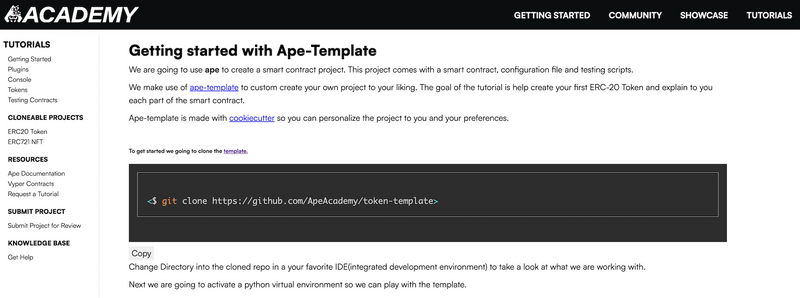 ACADEMY
GETTING STARTED
COMMUNITY
SHOWCASE
TUTORIALS
TUTORIALS
Getting Started
Plugins
Console
Tokens
Testing Contracts
CLONEABLE PROJECTS
ERC20 Token
ERC721 NFT
RESOURCES
Ape Documentation
Vyper Contracts
Request a Tutorial
SUBMIT PROJECT
Submit Project for Review
KNOWLEDGE BASE
Get Help
Getting started with Ape-Template
We are going to use ape to create a smart contract project. This project comes with a smart contract, configuration file and testing scripts.
We make use of ape-template to custom create your own project to your liking. The goal of the tutorial is help create your first ERC-20 Token and explain to you
each part of the smart contract.
Ape-template is made with cookiecutter so you can personalize the project to you and your preferences.
To get started we going to clone the template.
<$ git clone https://github.com/ApeAcademy/token-template>
Copy
Change Directory into the cloned repo in a your favorite IDE(integrated development environment) to take a look at what we are working with.
Next we are going to activate a python virtual environment so we can play with the template.